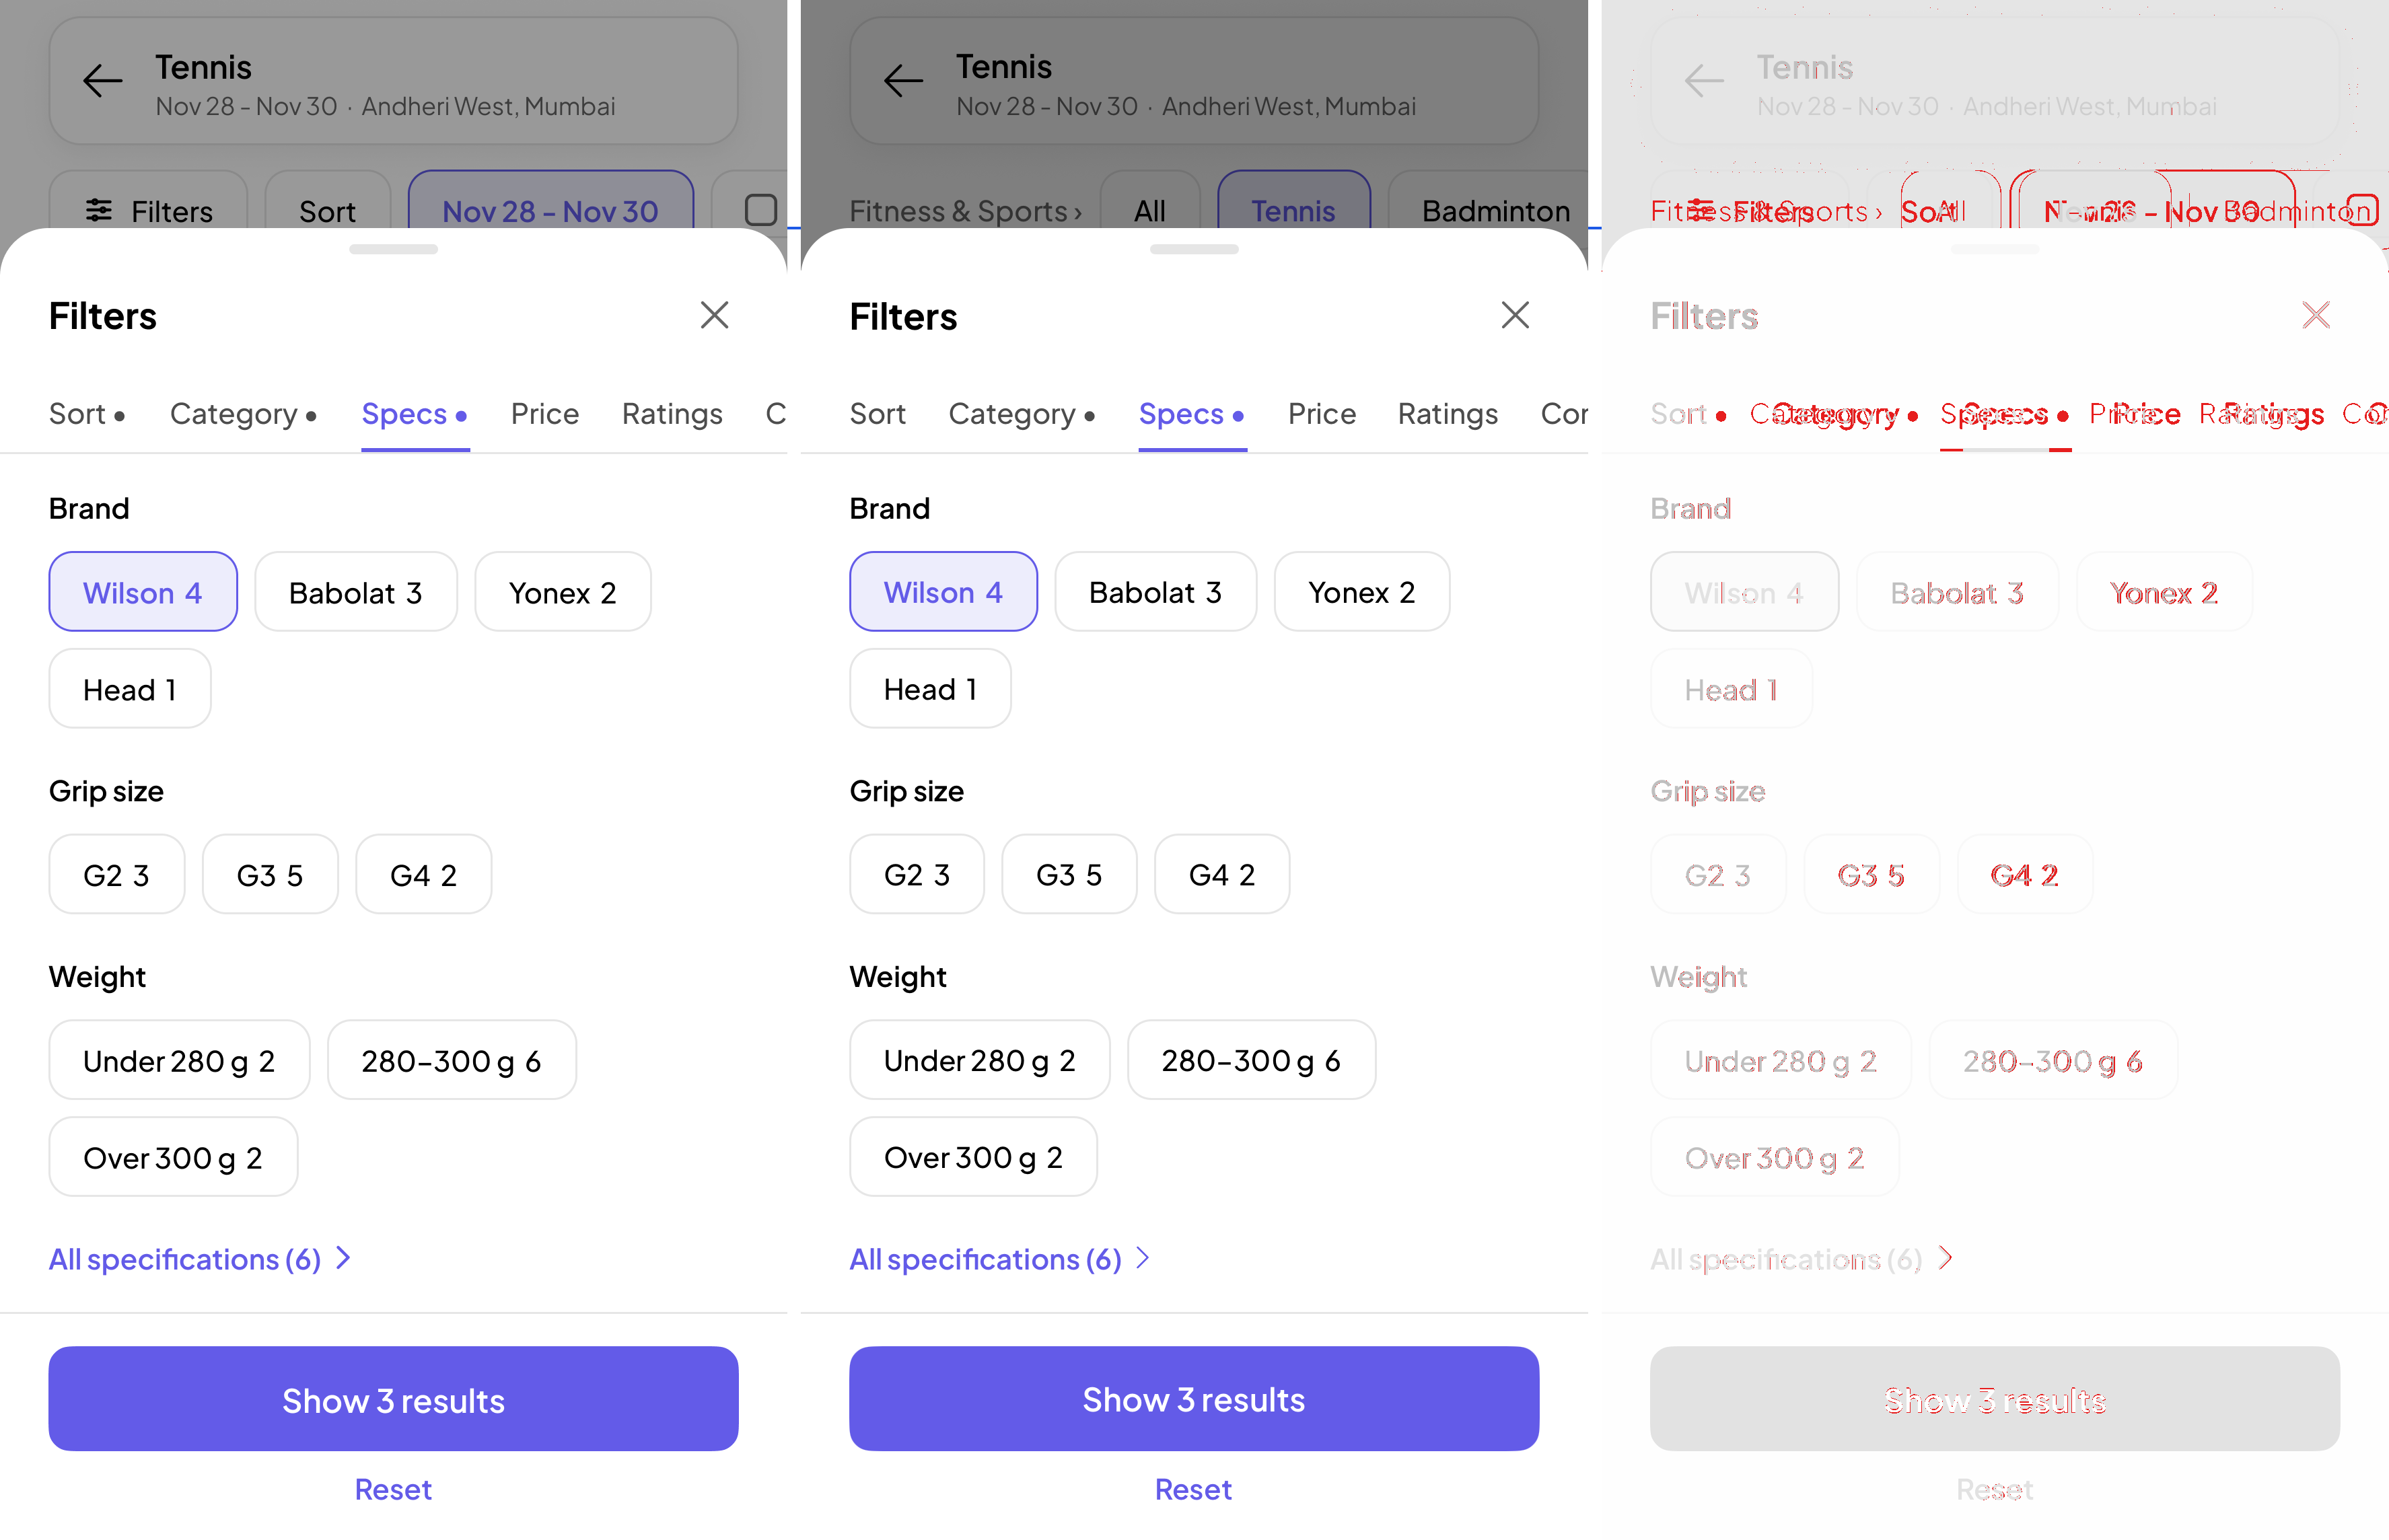 Tennis
Nov 28 - Nov 30 · Andheri West, Mumbai
Filters Sort Nov 28 – Nov 30
Filters
Sort • Category • Specs • Price Ratings C
Brand
Wilson 4 Babolat 3 Yonex 2
Head 1
Grip size
G2 3 G3 5 G4 2
Weight
Under 280 g 2 280–300 g 6
Over 300 g 2
All specifications (6)
Show 3 results
Reset
Tennis
Nov 28 - Nov 30 · Andheri West, Mumbai
Fitness & Sports › All Tennis Badminton
Filters
Sort Category • Specs • Price Ratings Cor
Brand
Wilson 4 Babolat 3 Yonex 2
Head 1
Grip size
G2 3 G3 5 G4 2
Weight
Under 280 g 2 280–300 g 6
Over 300 g 2
All specifications (6)
Show 3 results
Reset
Tennis
Nov 28 - Nov 30 · Andheri West, Mumbai
Filters
Sort •
Brand
Wilson 4 Babolat 3 Yonex 2
Head 1
Grip size
G2 3 G3 5 G4 2
Weight
Under 280 g 2 280–300 g 6
Over 300 g 2
All specifications (6)
Show 3 results
Reset